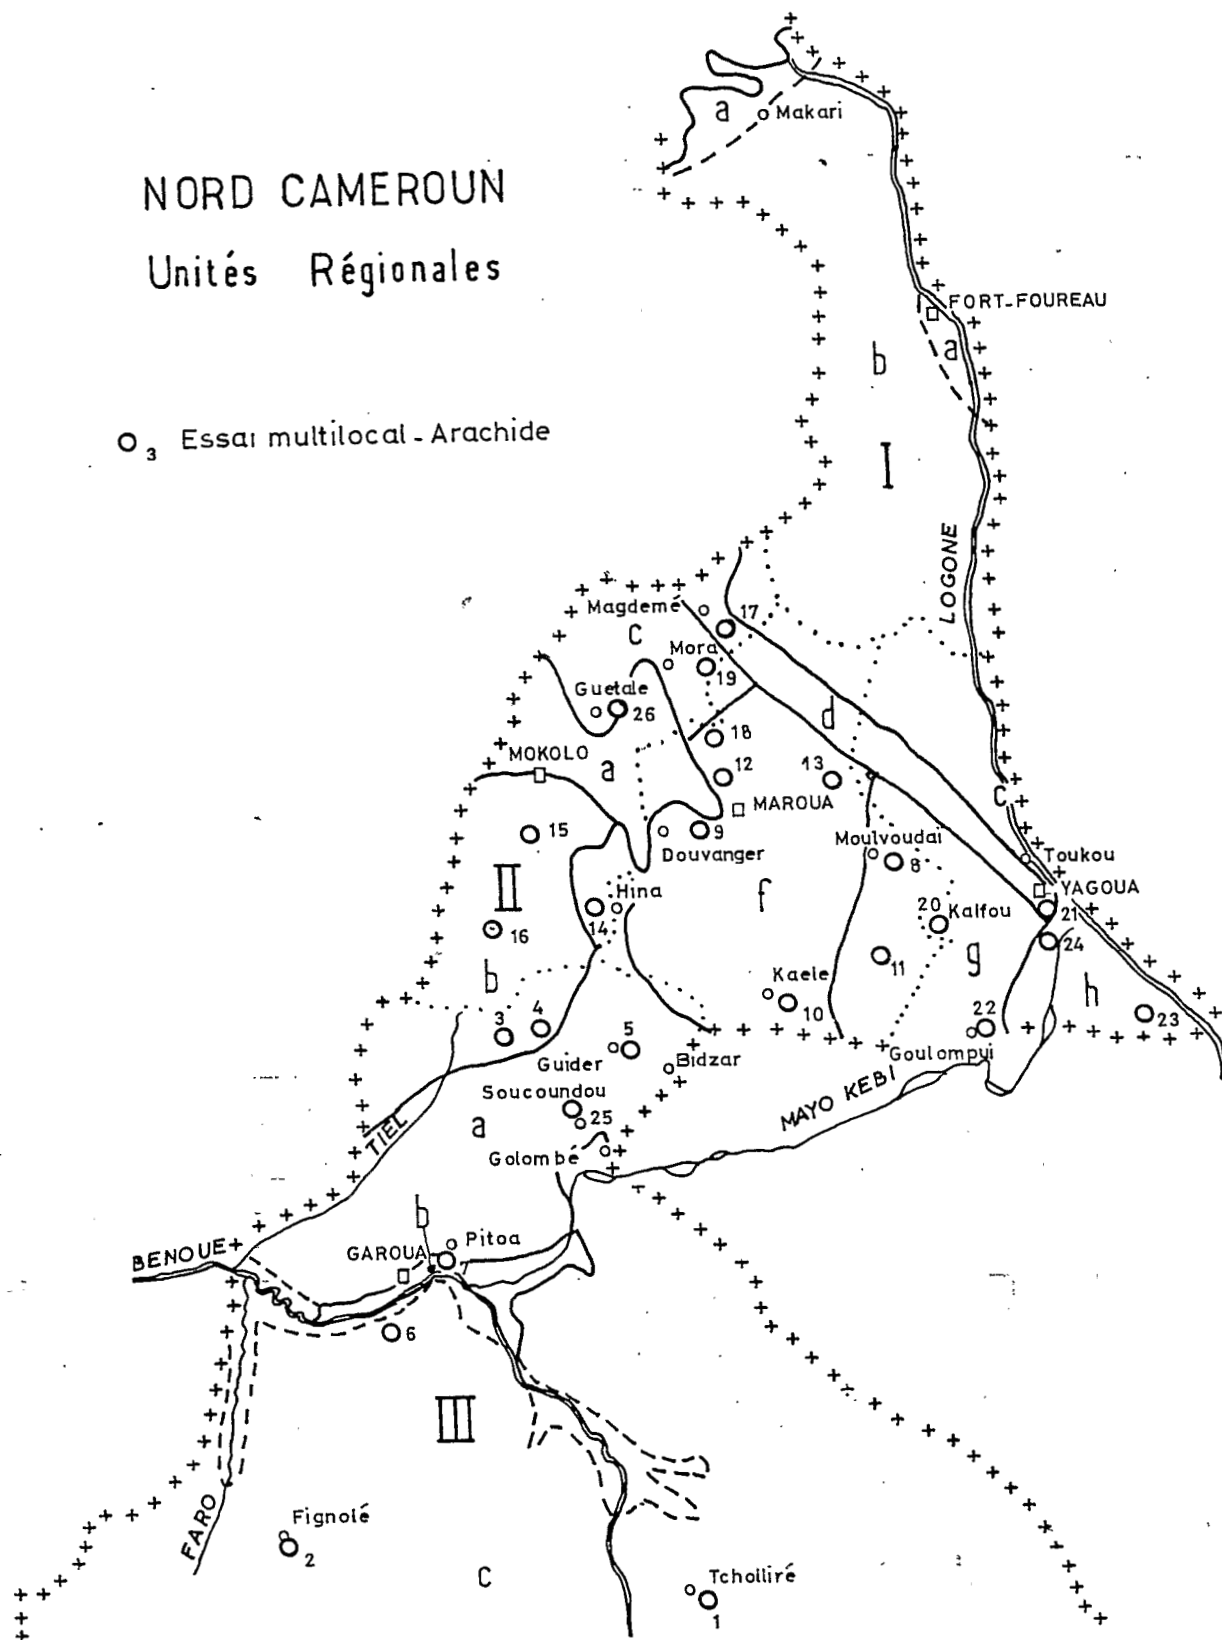 a
Makari
NORD CAMEROUN
Unités Régionales
FORT-FOUREAU
a
b
O 3 Essai multilocal - Arachide
I
LOGONE
Magdemé
17
c
Mora
19
Guetale
26
d
18
MOKOLO
a
12
13
C
MAROUA
15
9
Moulvoudai
Toukou
Douvanger
8
II
Hina
f
YAGOUA
20
Kalfou
21
14
16
24
11
g
b
Kaele
h
10
3
4
5
22
23
Guider
Bidzar
Goulompui
Soucoundou
MAYO KEBI
25
a
TIEL
Golombé
b
Pitoa
BENOUE
GAROUA
7
6
III
FARO
Fignolé
2
c
Tcholliré
1